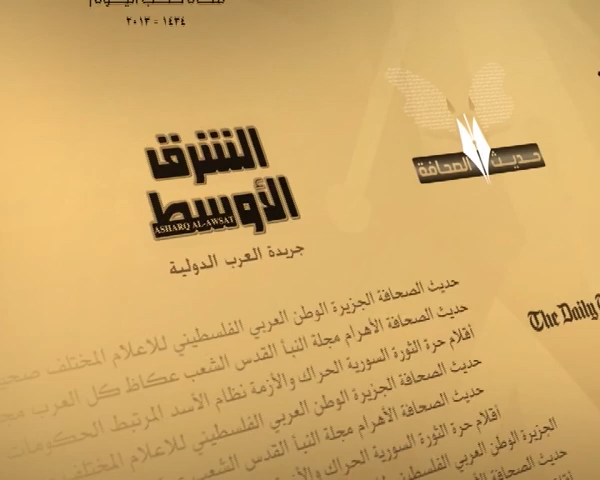 ١٤٣٤ = ٢٠١٣
حديث الصحافة
الشرق
الأوسط
ASHARQ AL-AWSAT
جريدة العرب الدولية
The Daily
حديث الصحافة الجزيرة الوطن العربي الفلسطيني للاعلام المختلف
حديث الصحافة الأهرام مجلة النبأ القدس الشعب عكاظ كل العرب
أقلام حرة الثورة السورية الحراك والأزمة نظام الأسد المرتبط الحكومات
حديث الصحافة الجزيرة الوطن العربي الفلسطيني للاعلام المختلف
حديث الصحافة الأهرام مجلة النبأ القدس الشعب
أقلام حرة الثورة السورية الحراك
الجزيرة الوطن العربي
حديث الصحافة